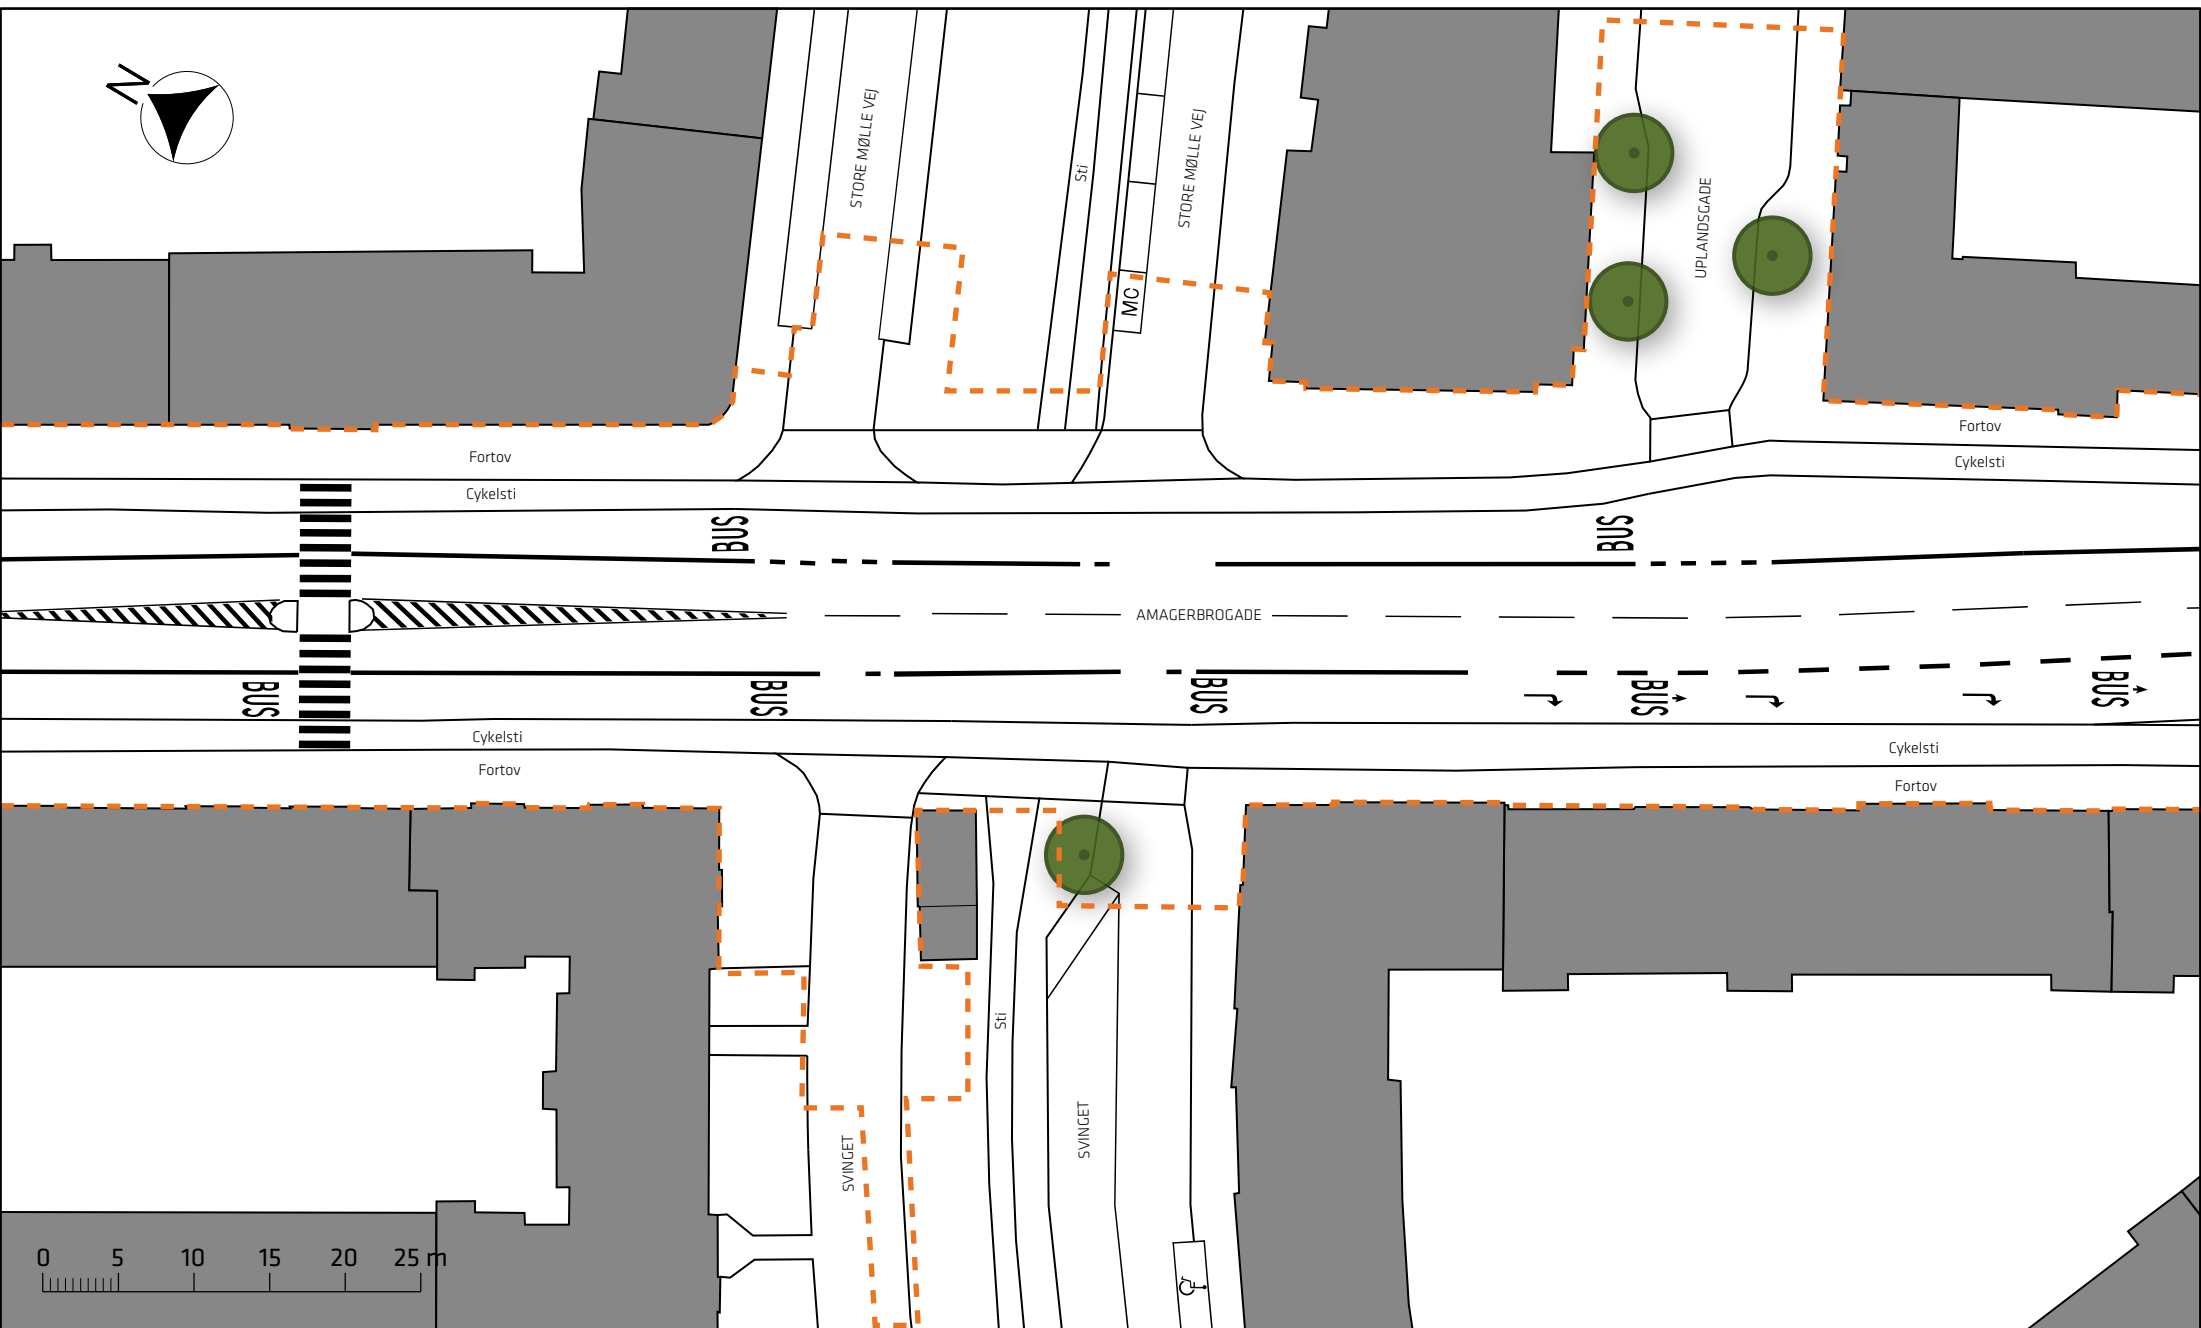 N
STORE MØLLE VEJ
Sti
STORE MØLLE VEJ
MC
UPLANDSGADE
Fortov
Cykelsti
Fortov
Cykelsti
BUS
BUS
AMAGERBROGADE
BUS
BUS
BUS
BUS
BUS
Cykelsti
Cykelsti
Fortov
Fortov
Sti
SVINGET
SVINGET
0 5 10 15 20 25 m